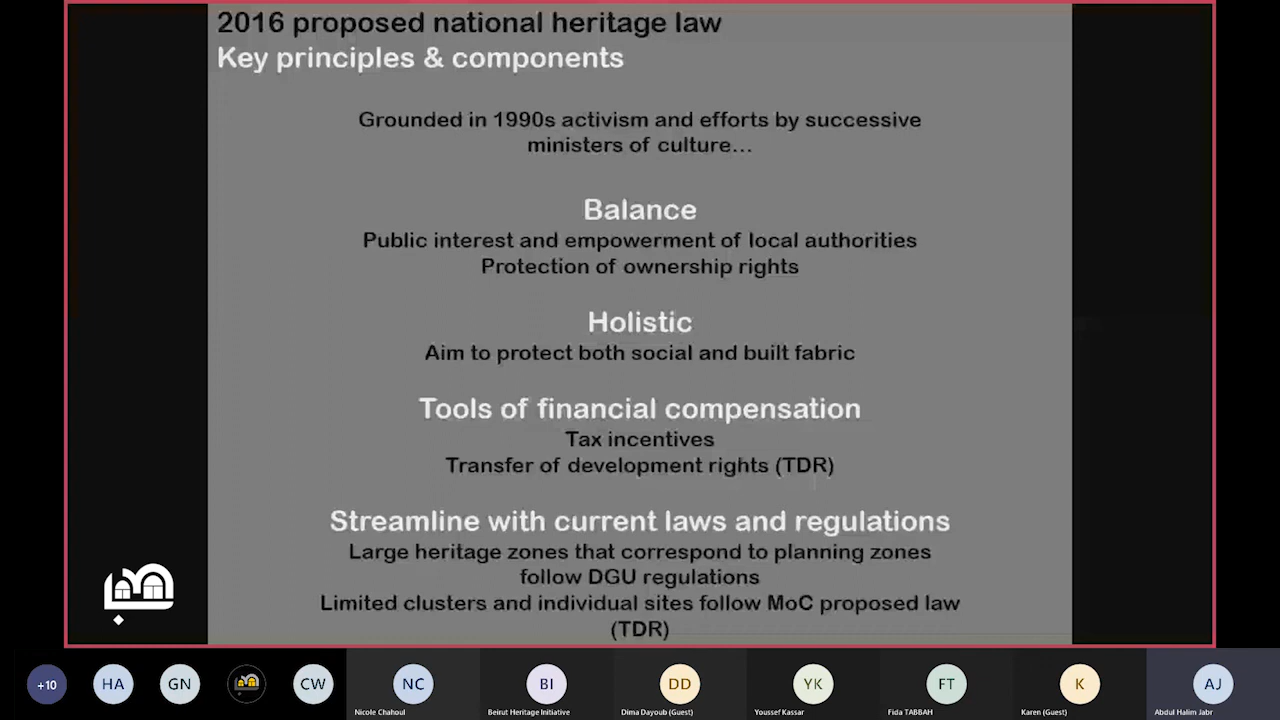 2016 proposed national heritage law
Key principles & components
Grounded in 1990s activism and efforts by successive
ministers of culture...
Balance
Public interest and empowerment of local authorities
Protection of ownership rights
Holistic
Aim to protect both social and built fabric
Tools of financial compensation
Tax incentives
Transfer of development rights (TDR)
Streamline with current laws and regulations
Large heritage zones that correspond to planning zones
follow DGU regulations
Limited clusters and individual sites follow MoC proposed law
(TDR)
+10 HA GN CW NC BI DD YK FT K AJ
Nicole Chahoul Beirut Heritage Initiative Dima Dayoub (Guest) Youssef Kassar Fida TABBAH Karen (Guest) Abdul Halim Jabr